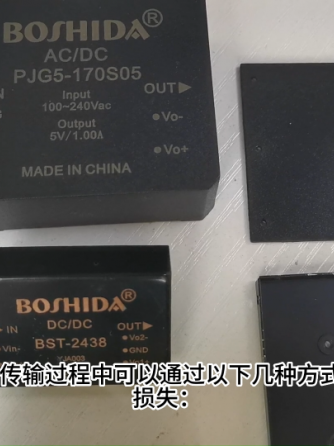 BOSHIDA®
AC/DC
PJG5-170S05
IN
Input
100-240Vac
OUT▶
Output
5V/1.00A
Vo-
Vo+
MADE IN CHINA
BOSHIDA®
DC/DC
IN
OUT▶
BST-2438
Vin-
YJA003
Vo2-
GND
传输过程中可以通过以下几种方式
损失：